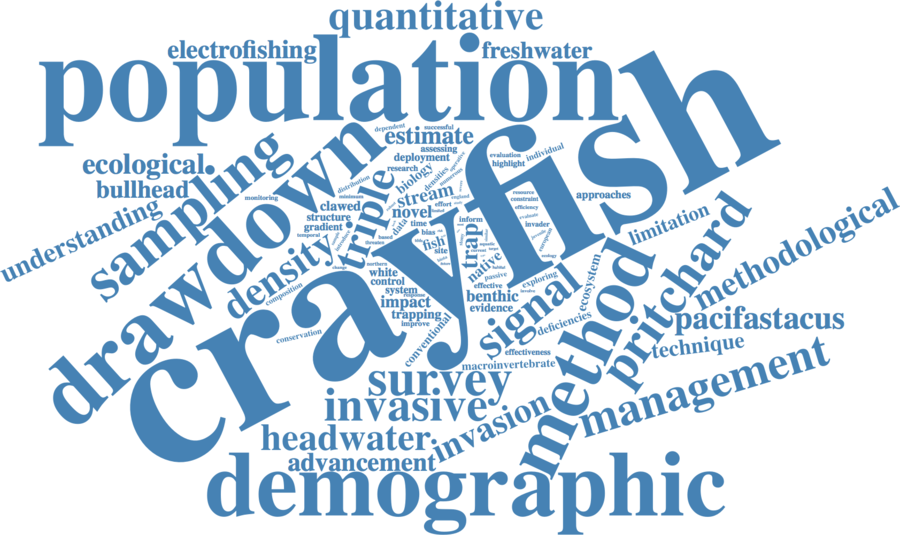 quantitative
electrofishing
freshwater
population
crayfish
drawdown
sampling
estimate
dependent
successful
assessing
deployment
research
biology
evaluation
highlight
individual
ecological
bullhead
understanding
monitoring
distribution
minimum
triple
densities
numerous
stream
resource
constraint
efficiency
approaches
clawed
structure
gradient
temporal
novel
effort
time
data
bias
fish
site
inform
trap
invader
european
limitation
density
composition
white
control
system
impact
trapping
improve
native
passive
effective
benthic
evidence
exploring
ecosystem
ecology
signal
deficiencies
effectiveness
macroinvertebrate
conventional
conservation
method
pritchard
methodological
pacifastacus
technique
management
survey
invasive
invasion
headwater
advancement
demographic